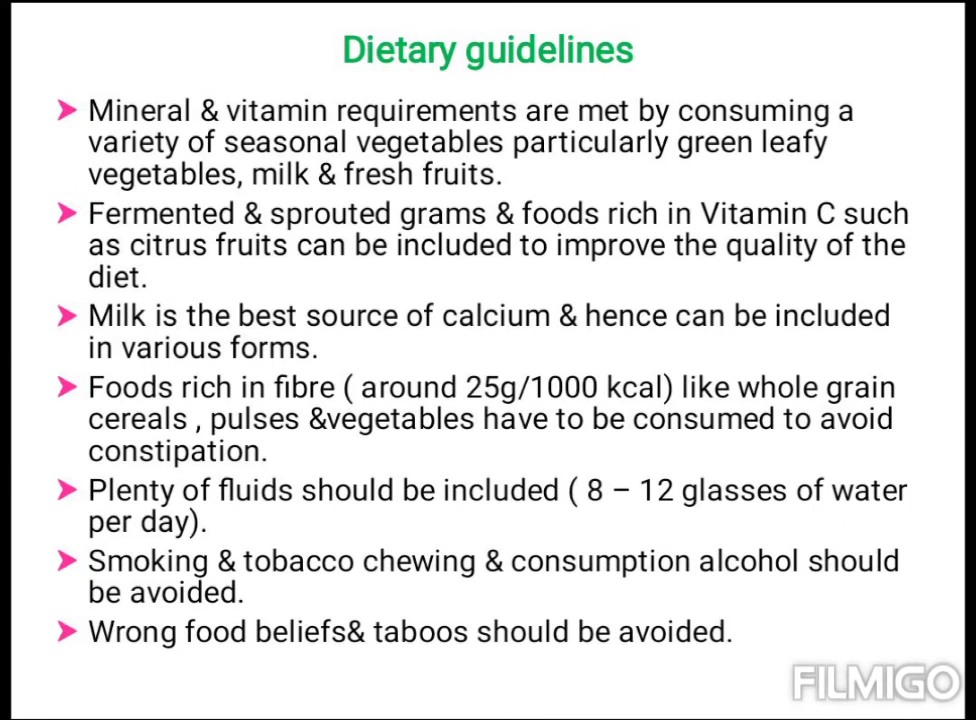 Dietary guidelines
➤ Mineral & vitamin requirements are met by consuming a
variety of seasonal vegetables particularly green leafy
vegetables, milk & fresh fruits.
➤ Fermented & sprouted grams & foods rich in Vitamin C such
as citrus fruits can be included to improve the quality of the
diet.
➤ Milk is the best source of calcium & hence can be included
in various forms.
➤ Foods rich in fibre ( around 25g/1000 kcal) like whole grain
cereals , pulses &vegetables have to be consumed to avoid
constipation.
➤ Plenty of fluids should be included ( 8 – 12 glasses of water
per day).
➤ Smoking & tobacco chewing & consumption alcohol should
be avoided.
➤ Wrong food beliefs& taboos should be avoided.
FILMIGO